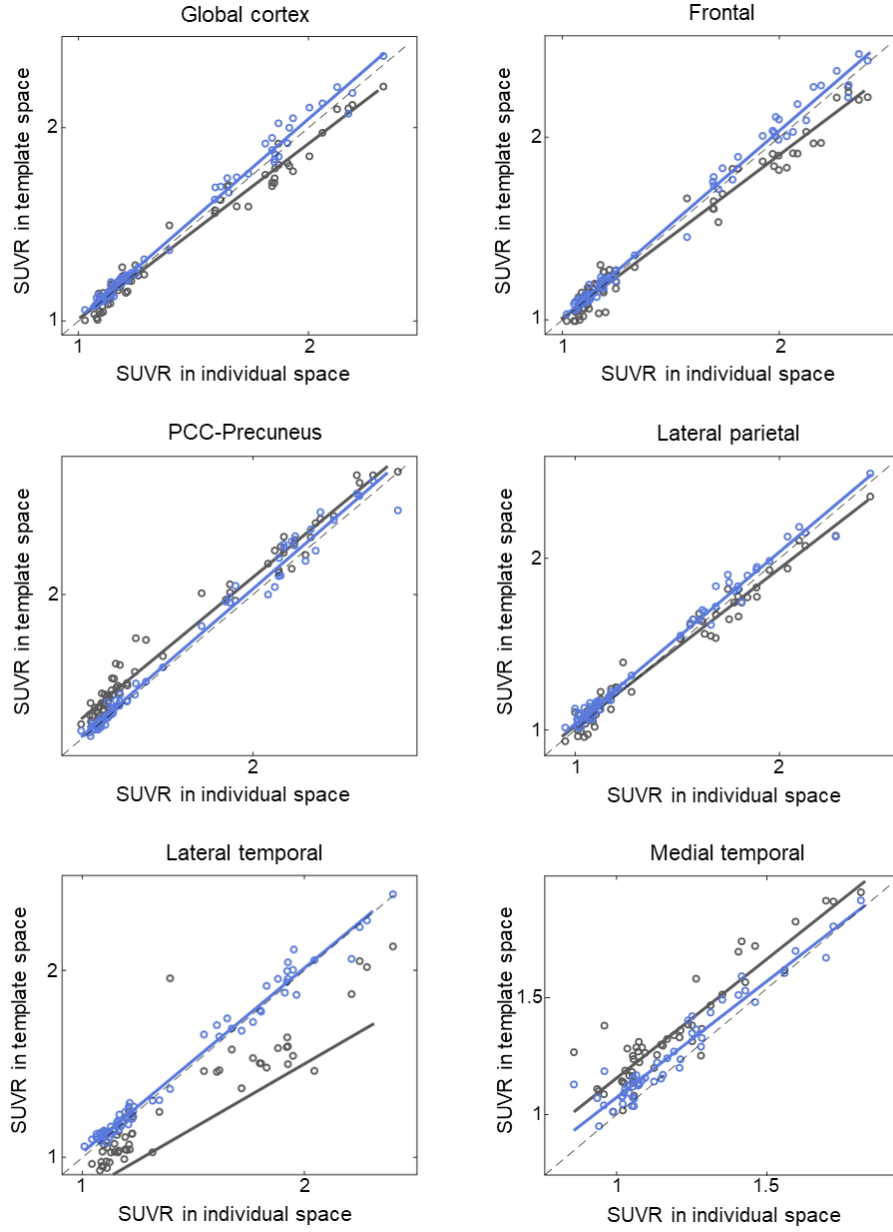 Global cortex
SUVR in template space
2
1
1
2
SUVR in individual space
Frontal
SUVR in template space
2
1
1
2
SUVR in individual space
PCC-Precuneus
SUVR in template space
2
2
SUVR in individual space
Lateral parietal
SUVR in template space
2
1
1
2
SUVR in individual space
Lateral temporal
SUVR in template space
2
1
1
2
SUVR in individual space
Medial temporal
SUVR in template space
1.5
1
1
1.5
SUVR in individual space